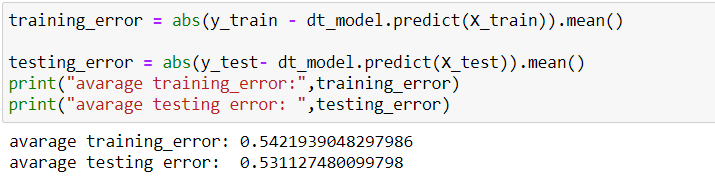 training_error = abs(y_train - dt_model.predict(X_train)).mean()
testing_error = abs(y_test- dt_model.predict(X_test)).mean()
print("avarage training_error:",training_error)
print("avarage testing error: ",testing_error)
avarage training_error: 0.5421939048297986
avarage testing error:  0.531127480099798